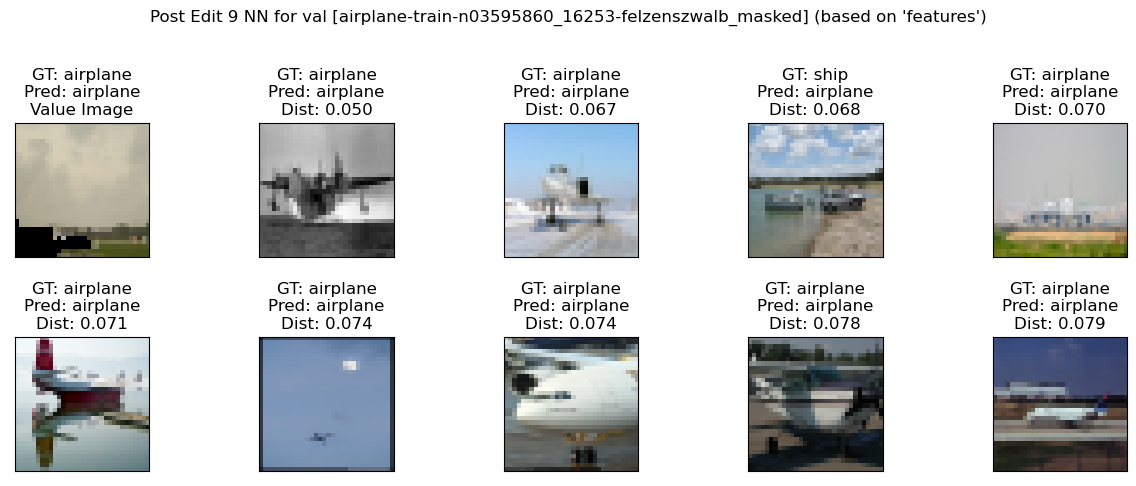 Post Edit 9 NN for val [airplane-train-n03595860_16253-felzenszwalb_masked] (based on 'features')
GT: airplane
Pred: airplane
Value Image
GT: airplane
Pred: airplane
Dist: 0.050
GT: airplane
Pred: airplane
Dist: 0.067
GT: ship
Pred: airplane
Dist: 0.068
GT: airplane
Pred: airplane
Dist: 0.070
GT: airplane
Pred: airplane
Dist: 0.071
GT: airplane
Pred: airplane
Dist: 0.074
GT: airplane
Pred: airplane
Dist: 0.074
GT: airplane
Pred: airplane
Dist: 0.078
GT: airplane
Pred: airplane
Dist: 0.079